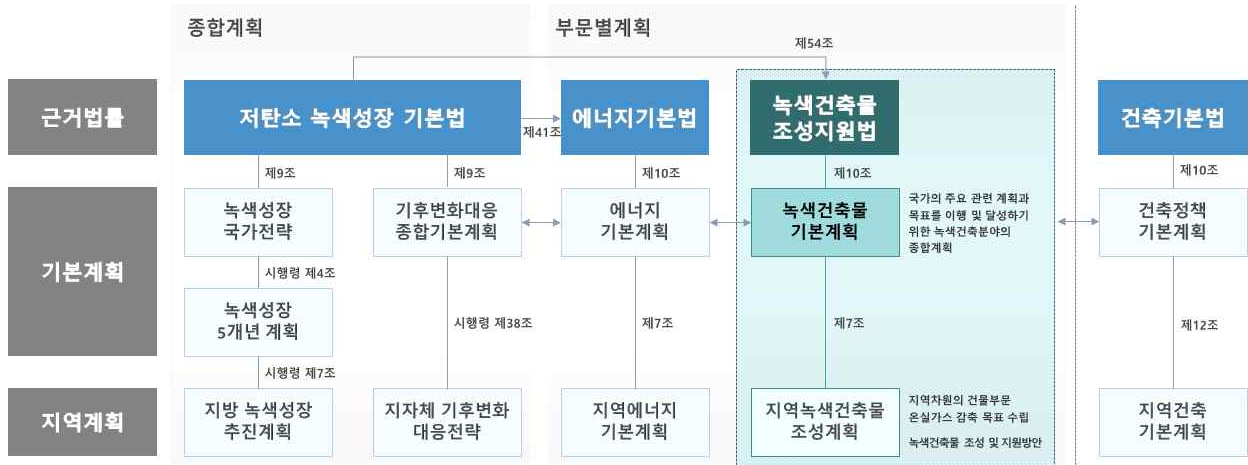 종합계획
부문별계획
제54조
근거법률
저탄소 녹색성장 기본법
제41조
에너지기본법
녹색건축물
조성지원법
건축기본법
제9조
제9조
제10조
제10조
제10조
기본계획
녹색성장
국가전략
기후변화대응
종합기본계획
에너지
기본계획
녹색건축물
기본계획
국가의 주요 관련 계획과
목표를 이행 및 달성하기
위한 녹색건축분야의
종합계획
건축정책
기본계획
시행령 제4조
녹색성장
5개년 계획
시행령 제38조
제7조
제7조
제12조
시행령 제7조
지역계획
지방 녹색성장
추진계획
지자체 기후변화
대응전략
지역에너지
기본계획
지역녹색건축물
조성계획
지역차원의 건물부문
온실가스 감축 목표 수립
녹색건축물 조성 및 지원방안
지역건축
기본계획